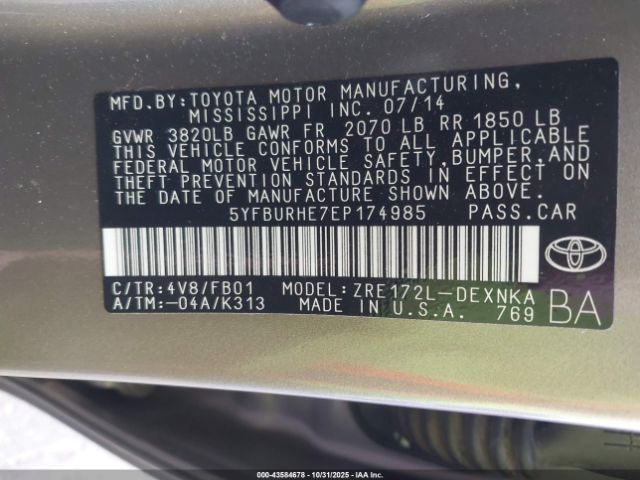 MFD.BY:TOYOTA MOTOR MANUFACTURING,
MISSISSIPPI INC. 07/14
GVWR 3820LB GAWR FR 2070 LB RR 1850 LB
THIS VEHICLE CONFORMS TO ALL APPLICABLE
FEDERAL MOTOR VEHICLE SAFETY, BUMPER, AND
THEFT PREVENTION STANDARDS IN EFFECT ON
THE DATE OF MANUFACTURE SHOWN ABOVE.
5YFBURHE7EP174985 PASS.CAR
C/TR:4V8/FB01 MODEL:ZRE172L-DEXNKA
A/TM:-04A/K313 MADE IN U.S.A. 769 BA
TOYOTA
000-43584678 - 10/31/2025 - IAA Inc.